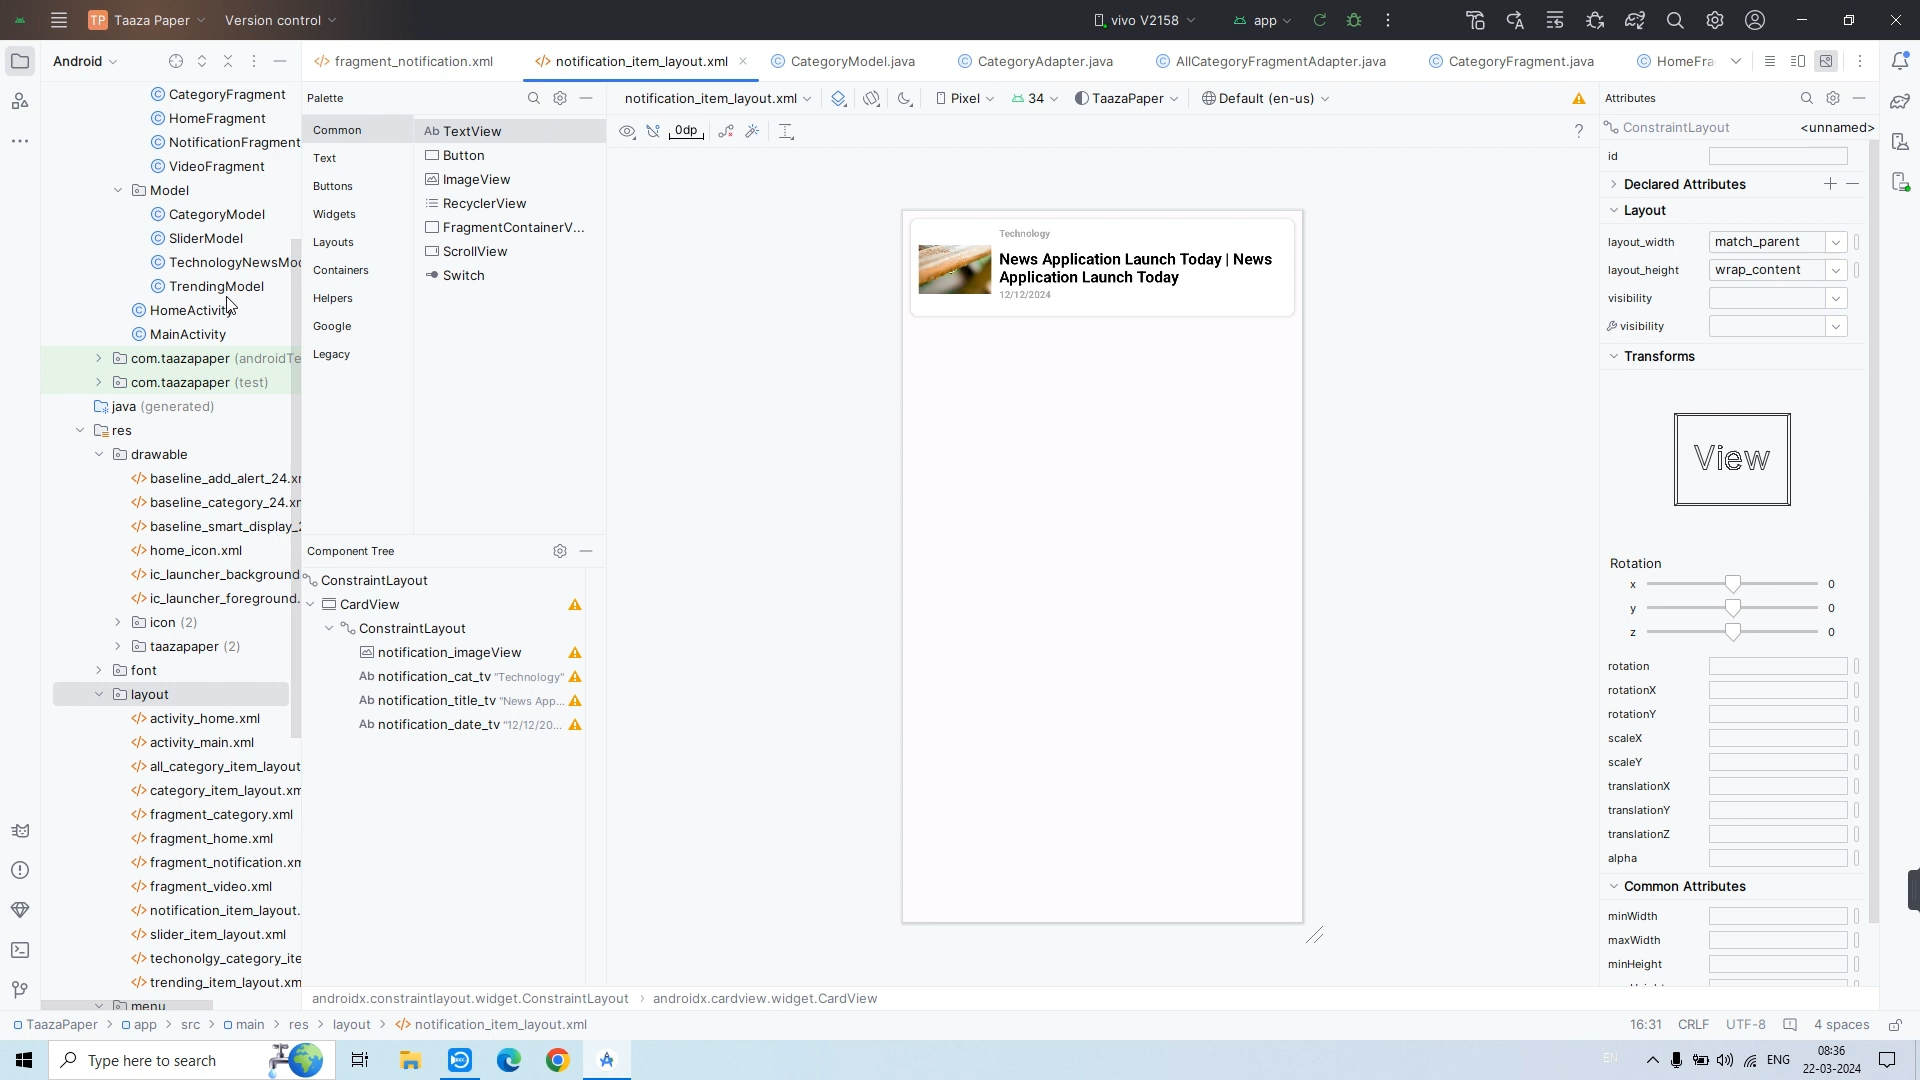 TP Taaza Paper
Version control
vivo V2158
app
Android
fragment_notification.xml
notification_item_layout.xml
CategoryModel.java
CategoryAdapter.java
AllCategoryFragmentAdapter.java
CategoryFragment.java
HomeFra
CategoryFragment
HomeFragment
NotificationFragment
VideoFragment
Model
CategoryModel
SliderModel
TechnologyNewsMod
TrendingModel
HomeActivity
MainActivity
com.taazapaper (androidTe
com.taazapaper (test)
java (generated)
res
drawable
baseline_add_alert_24.xm
baseline_category_24.xm
baseline_smart_display_2
home_icon.xml
ic_launcher_background
ic_launcher_foreground.
icon (2)
taazapaper (2)
font
layout
activity_home.xml
activity_main.xml
all_category_item_layout
category_item_layout.xm
fragment_category.xml
fragment_home.xml
fragment_notification.xm
fragment_video.xml
notification_item_layout.
slider_item_layout.xml
techonolgy_category_ite
trending_item_layout.xm
menu
Palette
Common
Text
Buttons
Widgets
Layouts
Containers
Helpers
Google
Legacy
Ab TextView
Button
ImageView
RecyclerView
FragmentContainerV...
ScrollView
Switch
Component Tree
ConstraintLayout
CardView
ConstraintLayout
notification_imageView
Ab notification_cat_tv "Technology"
Ab notification_title_tv "News App...
Ab notification_date_tv "12/12/20...
notification_item_layout.xml
Pixel
34
TaazaPaper
Default (en-us)
0dp
?
Technology
News Application Launch Today | News
Application Launch Today
12/12/2024
Attributes
ConstraintLayout <unnamed>
id
Declared Attributes
Layout
layout_width match_parent
layout_height wrap_content
visibility
visibility
Transforms
View
Rotation
x 0
y 0
z 0
rotation
rotationX
rotationY
scaleX
scaleY
translationX
translationY
translationZ
alpha
Common Attributes
minWidth
maxWidth
minHeight
androidx.constraintlayout.widget.ConstraintLayout > androidx.cardview.widget.CardView
TaazaPaper > app > src > main > res > layout > notification_item_layout.xml
16:31 CRLF UTF-8 4 spaces
Type here to search
EN
ENG
08:36
22-03-2024